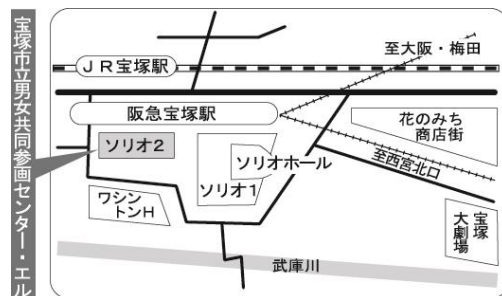 宝塚市立男女共同参画センター・エル
JR宝塚駅
至大阪・梅田
阪急宝塚駅
花のみち
商店街
ソリオ2
ソリオホール
ソリオ1
至西宮北口
ワシン
トンH
宝塚
大劇場
武庫川